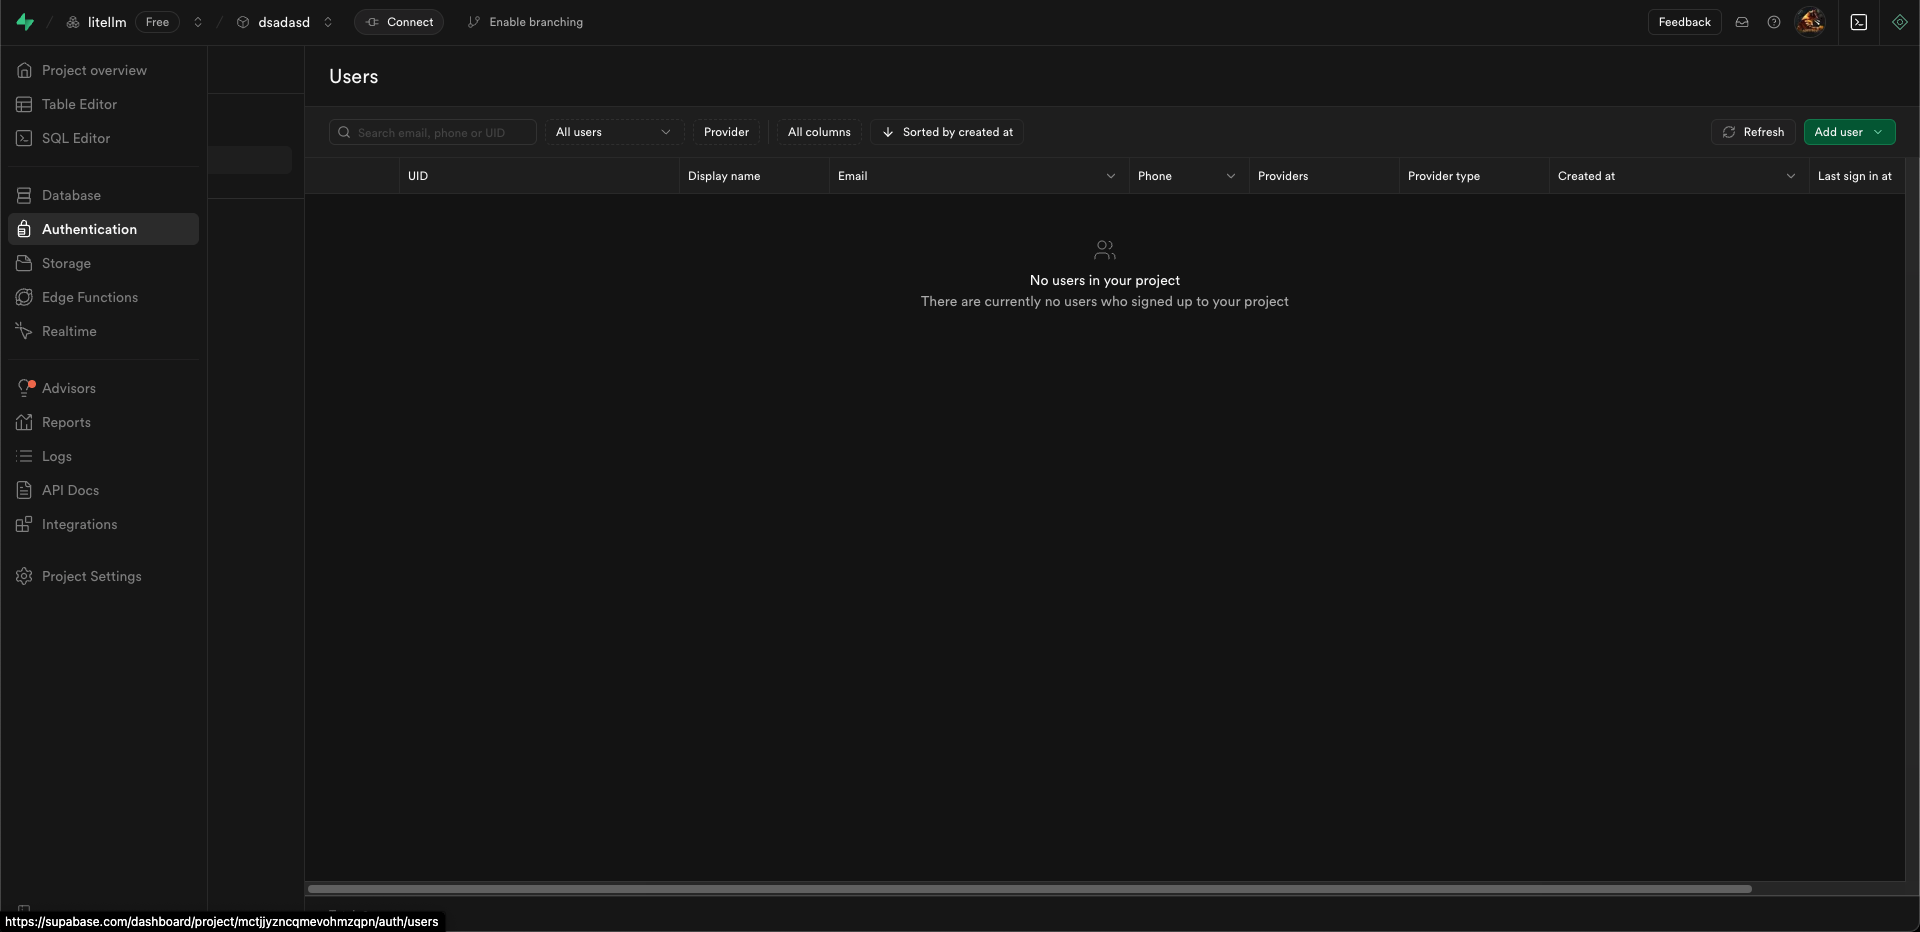 litellm Free dsadasd Connect Enable branching Feedback
Project overview
Table Editor
SQL Editor
Database
Authentication
Storage
Edge Functions
Realtime
Advisors
Reports
Logs
API Docs
Integrations
Project Settings
Users
Search email, phone or UID All users Provider All columns Sorted by created at Refresh Add user
UID Display name Email Phone Providers Provider type Created at Last sign in at
No users in your project
There are currently no users who signed up to your project
https://supabase.com/dashboard/project/mctjjyzncqmevohmzqpn/auth/users